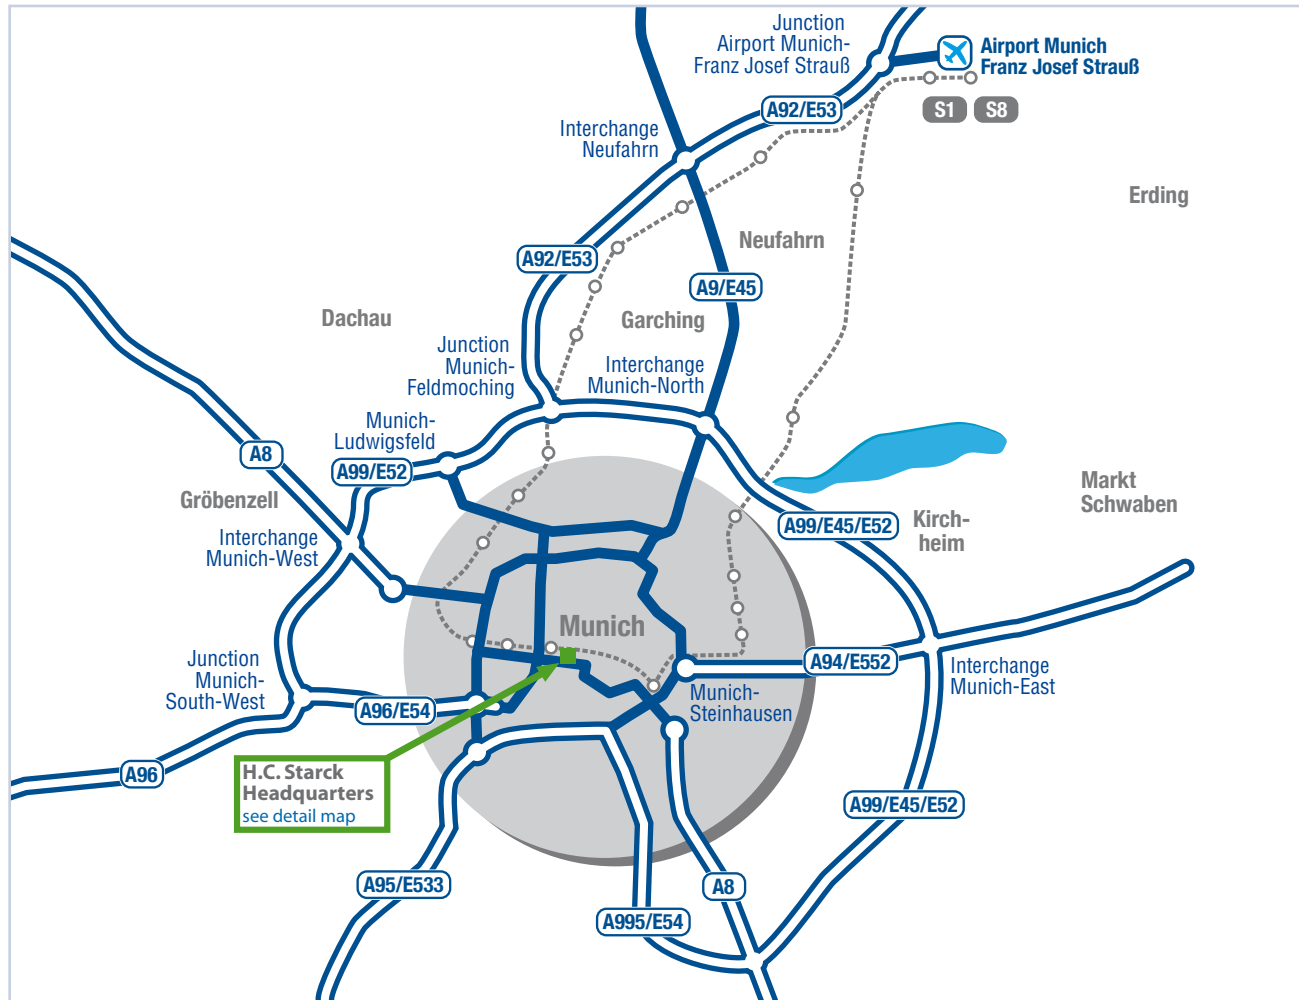 Junction
Airport Munich-
Franz Josef Strauß
Airport Munich
Franz Josef Strauß
S1
S8
A92/E53
Interchange
Neufahrn
Erding
Neufahrn
A92/E53
A9/E45
Dachau
Garching
Junction
Munich-
Feldmoching
Interchange
Munich-North
Munich-
Ludwigsfeld
A8
A99/E52
Gröbenzell
Markt
Schwaben
A99/E45/E52
Kirch-
heim
Interchange
Munich-West
Munich
Junction
Munich-
South-West
A94/E552
Interchange
Munich-East
Munich-
Steinhausen
A96/E54
A96
H.C. Starck
Headquarters
see detail map
A99/E45/E52
A95/E533
A8
A995/E54